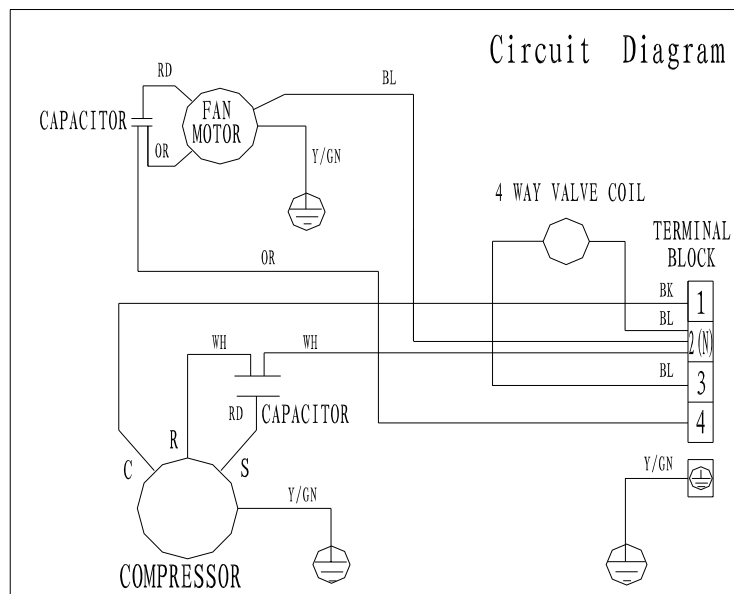 Circuit Diagram
RD
BL
CAPACITOR
FAN
MOTOR
OR
Y/GN
4 WAY VALVE COIL
TERMINAL
BLOCK
OR
BK
1
BL
2(N)
WH
WH
BL
3
RD
CAPACITOR
4
R
C
S
Y/GN
Y/GN
COMPRESSOR